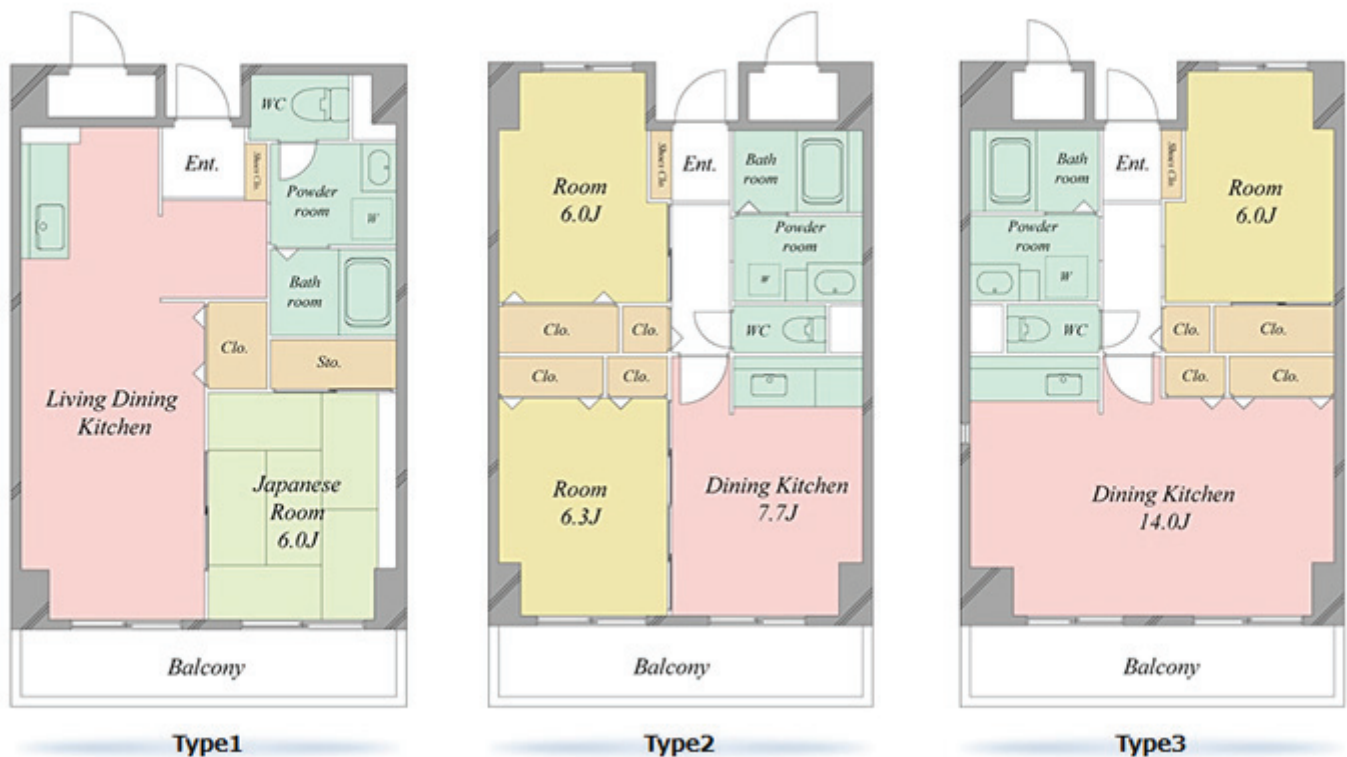 WC
Ent.
Shoes Clo.
Powder
room
W
Bath
room
Clo.
Sto.
Living Dining
Kitchen
Japanese
Room
6.0J
Balcony
Type1
Room
6.0J
Shoes Clo.
Ent.
Bath
room
Powder
room
W
Clo.
Clo.
WC
Clo.
Clo.
Room
6.3J
Dining Kitchen
7.7J
Balcony
Type2
Bath
room
Ent.
Shoes Clo.
Room
6.0J
Powder
room
W
WC
Clo.
Clo.
Clo.
Clo.
Dining Kitchen
14.0J
Balcony
Type3